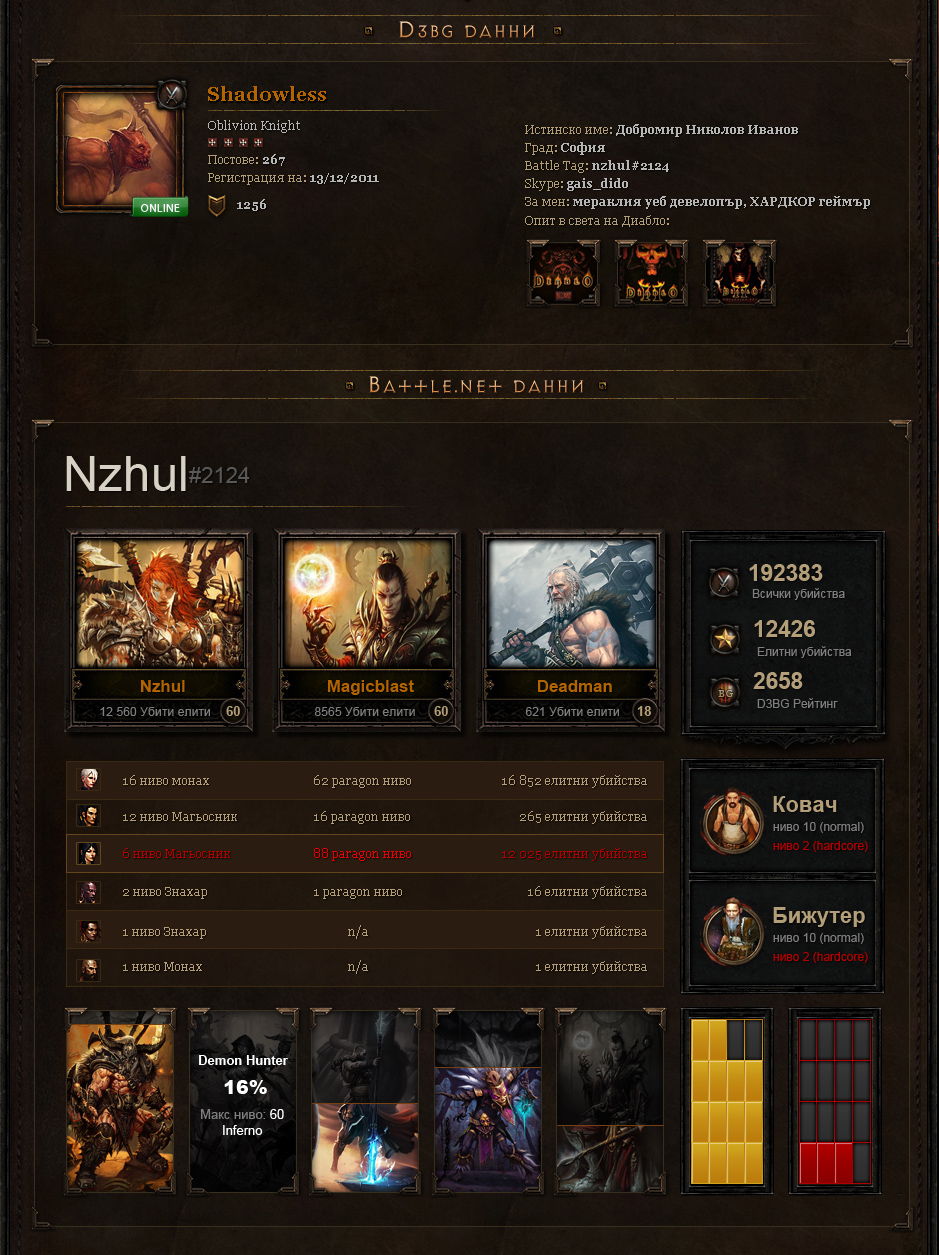 D3BG ДАННИ
Shadowless
Oblivion Knight
Постове: 267
Регистрация на: 13/12/2011
ONLINE
1256
Истинско име: Добромир Николов Иванов
Град: София
Battle Tag: nzhul#2124
Skype: gais_dido
За мен: мераклия уеб девелопър, ХАРДКОР геймър
Опит в света на Диабло:
DIABLO
DIABLO
II
DIABLO
II
BATTLE.NET ДАННИ
Nzhul#2124
Nzhul
12 560 Убити елити 60
Magicblast
8565 Убити елити 60
Deadman
621 Убити елити 18
192383
Всички убийства
12426
Елитни убийства
BG
2658
D3BG Рейтинг
16 ниво монах 62 paragon ниво 16 852 елитни убийства
12 ниво Магьосник 16 paragon ниво 265 елитни убийства
6 ниво Магьосник 88 paragon ниво 12 025 елитни убийства
2 ниво Знахар 1 paragon ниво 16 елитни убийства
1 ниво Знахар n/a 1 елитни убийства
1 ниво Монах n/a 1 елитни убийства
Ковач
ниво 10 (normal)
ниво 2 (hardcore)
Бижутер
ниво 10 (normal)
ниво 2 (hardcore)
Demon Hunter
16%
Макс ниво: 60
Inferno